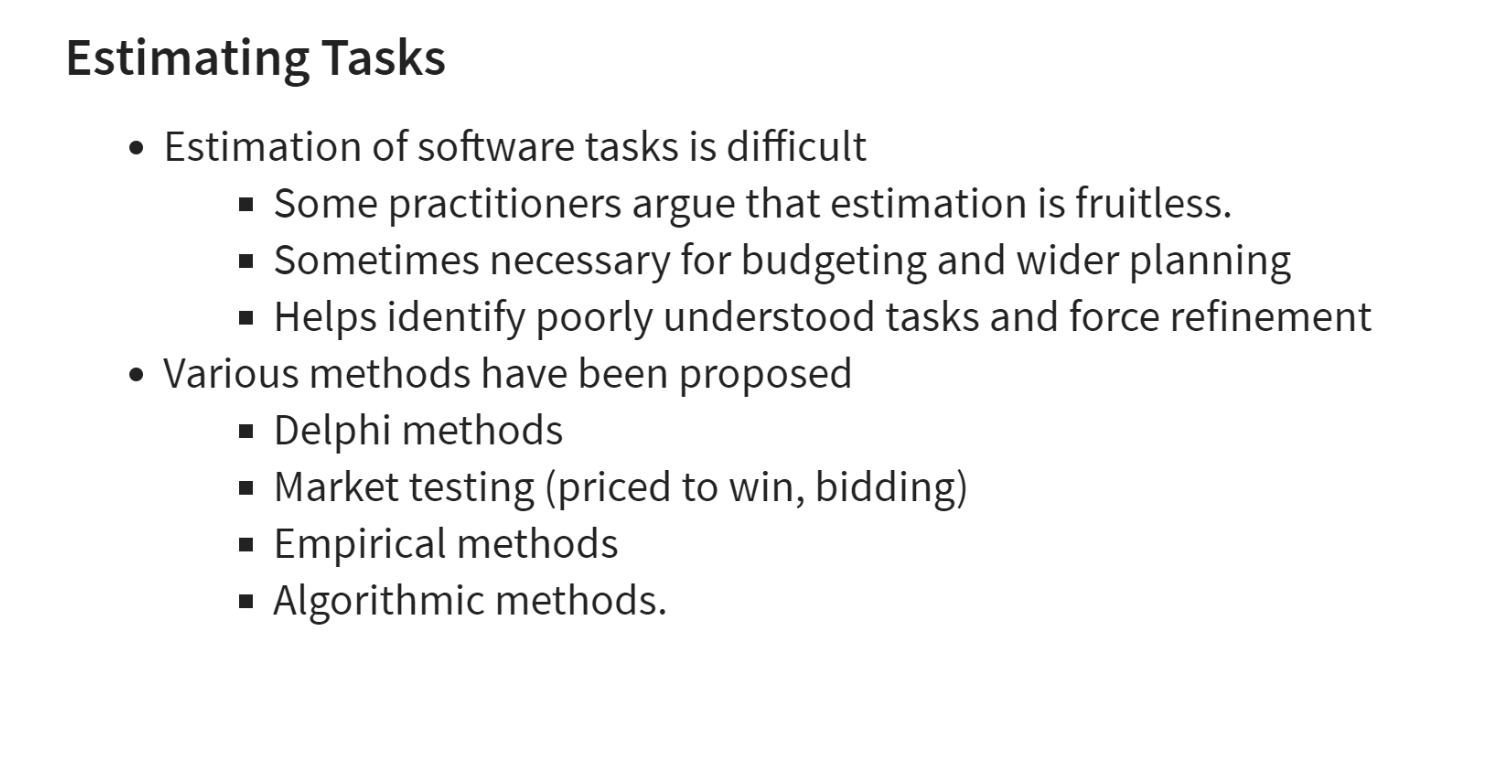 Estimating Tasks
• Estimation of software tasks is difficult
▪ Some practitioners argue that estimation is fruitless.
▪ Sometimes necessary for budgeting and wider planning
▪ Helps identify poorly understood tasks and force refinement
• Various methods have been proposed
▪ Delphi methods
▪ Market testing (priced to win, bidding)
▪ Empirical methods
▪ Algorithmic methods.